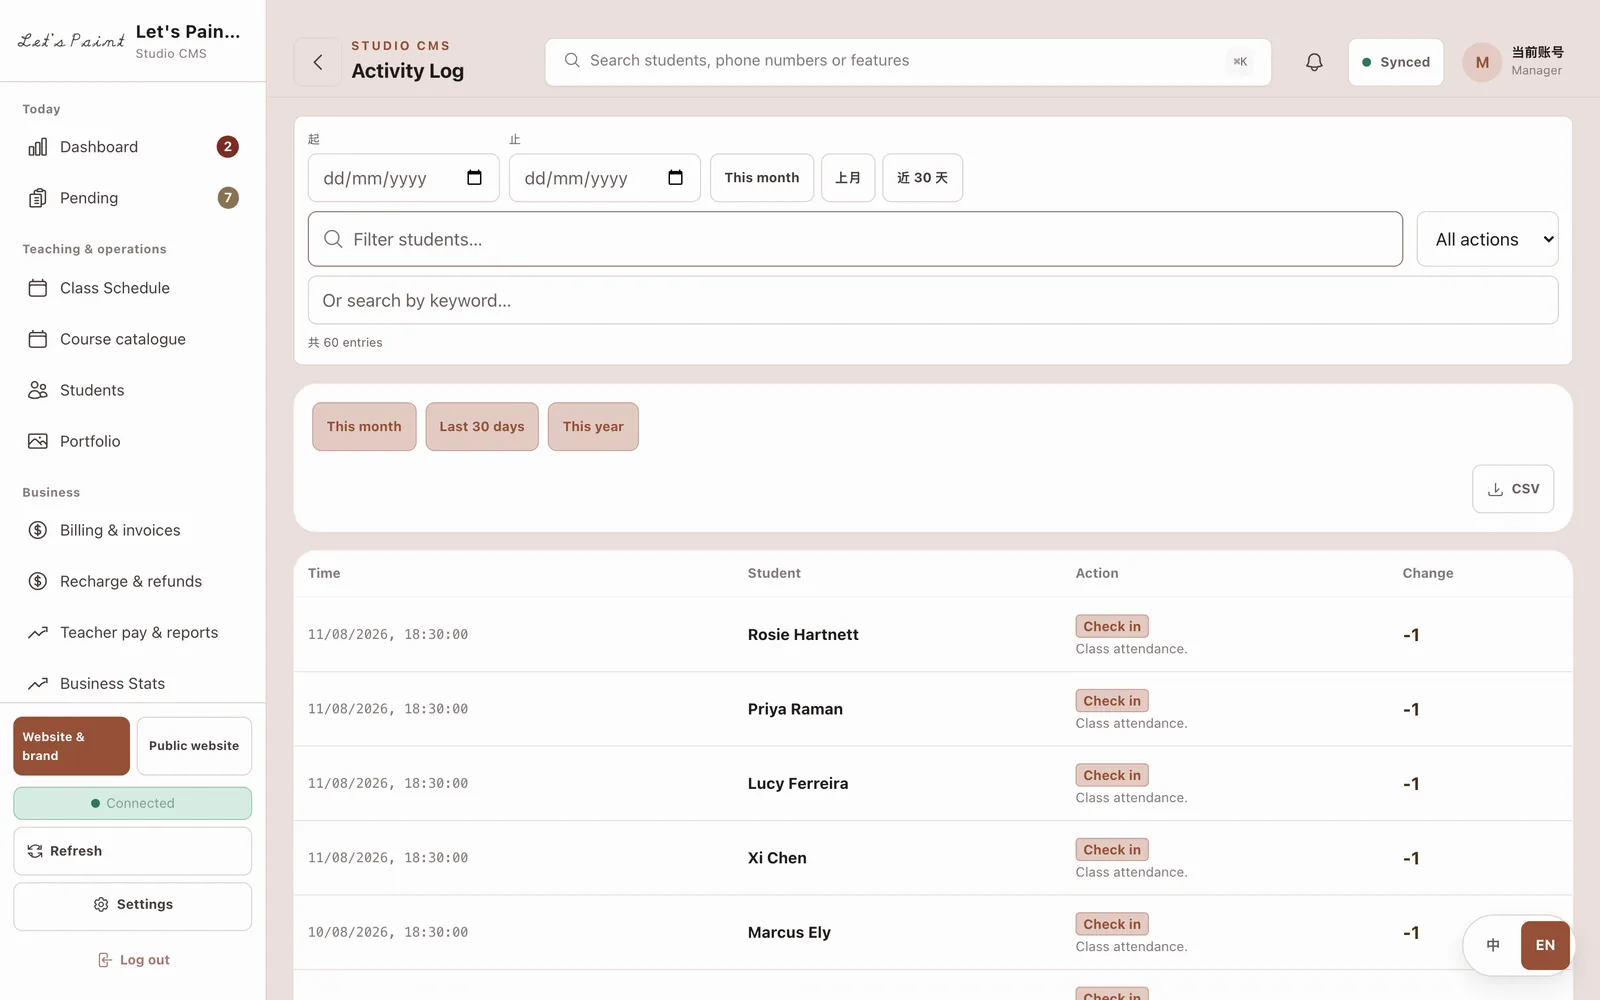 Let's Paint
Let's Pain...
Studio CMS
Today
Dashboard
2
Pending
7
Teaching & operations
Class Schedule
Course catalogue
Students
Portfolio
Business
Billing & invoices
Recharge & refunds
Teacher pay & reports
Business Stats
Website & brand
Public website
Connected
Refresh
Settings
Log out
STUDIO CMS
Activity Log
Search students, phone numbers or features
⌘K
Synced
M
当前账号
Manager
起
止
dd/mm/yyyy
dd/mm/yyyy
This month
上月
近 30 天
Filter students...
All actions
Or search by keyword...
共 60 entries
This month
Last 30 days
This year
CSV
Time Student Action Change
11/08/2026, 18:30:00 Rosie Hartnett Check in -1
Class attendance.
11/08/2026, 18:30:00 Priya Raman Check in -1
Class attendance.
11/08/2026, 18:30:00 Lucy Ferreira Check in -1
Class attendance.
11/08/2026, 18:30:00 Xi Chen Check in -1
Class attendance.
10/08/2026, 18:30:00 Marcus Ely Check in -1
Class attendance.
Check in
中
EN